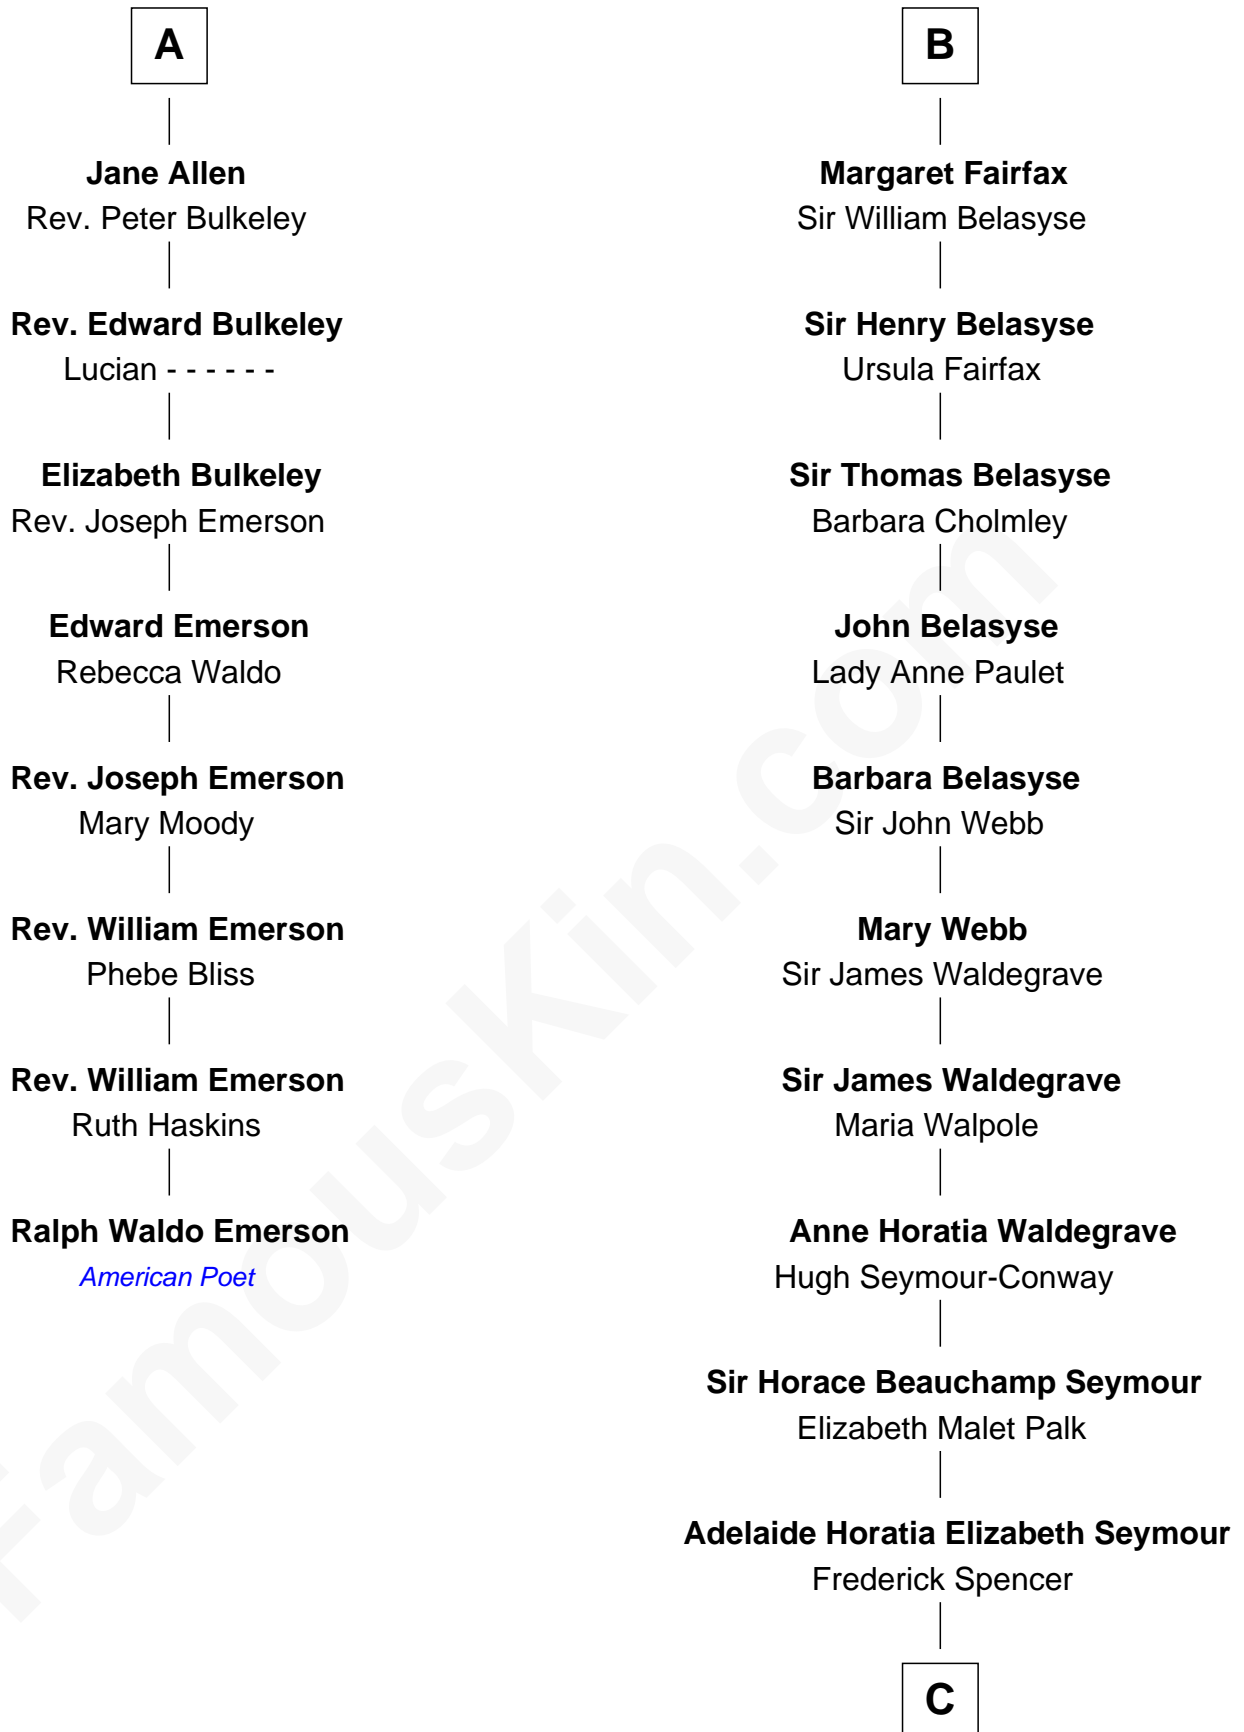 A
Jane Allen
Rev. Peter Bulkeley
Rev. Edward Bulkeley
Lucian - - - - - -
Elizabeth Bulkeley
Rev. Joseph Emerson
Edward Emerson
Rebecca Waldo
Rev. Joseph Emerson
Mary Moody
Rev. William Emerson
Phebe Bliss
Rev. William Emerson
Ruth Haskins
Ralph Waldo Emerson
American Poet
B
Margaret Fairfax
Sir William Belasyse
Sir Henry Belasyse
Ursula Fairfax
Sir Thomas Belasyse
Barbara Cholmley
John Belasyse
Lady Anne Paulet
Barbara Belasyse
Sir John Webb
Mary Webb
Sir James Waldegrave
Sir James Waldegrave
Maria Walpole
Anne Horatia Waldegrave
Hugh Seymour-Conway
Sir Horace Beauchamp Seymour
Elizabeth Malet Palk
Adelaide Horatia Elizabeth Seymour
Frederick Spencer
C
FamousKin.com